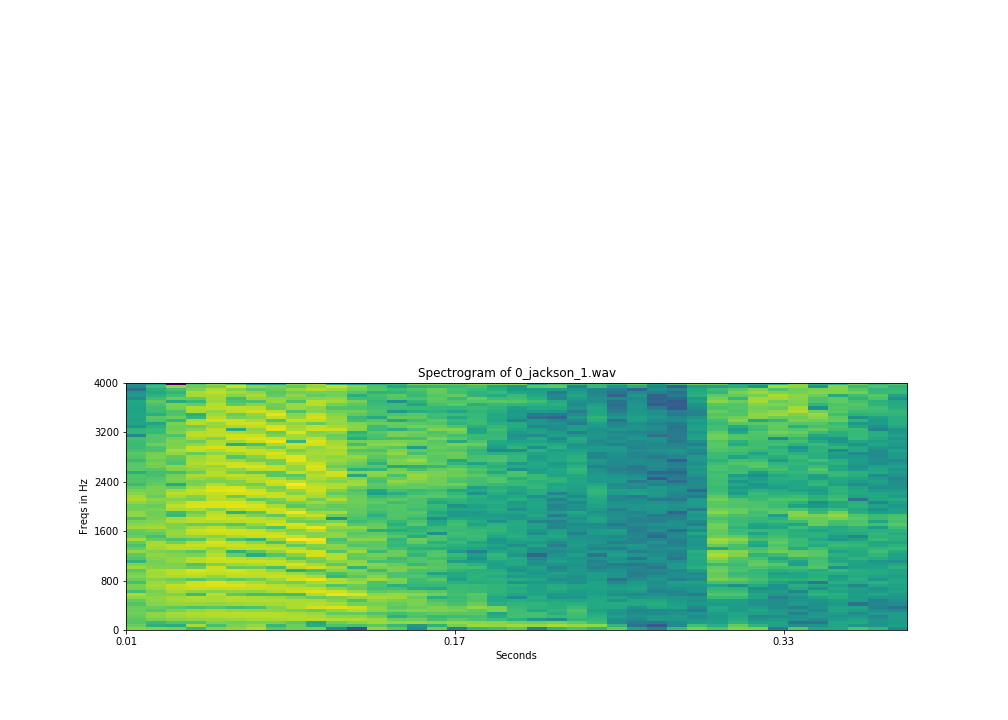 Spectrogram of 0_jackson_1.wav
4000
3200
2400
1600
800
0
Freqs in Hz
0.01 0.17 0.33
Seconds